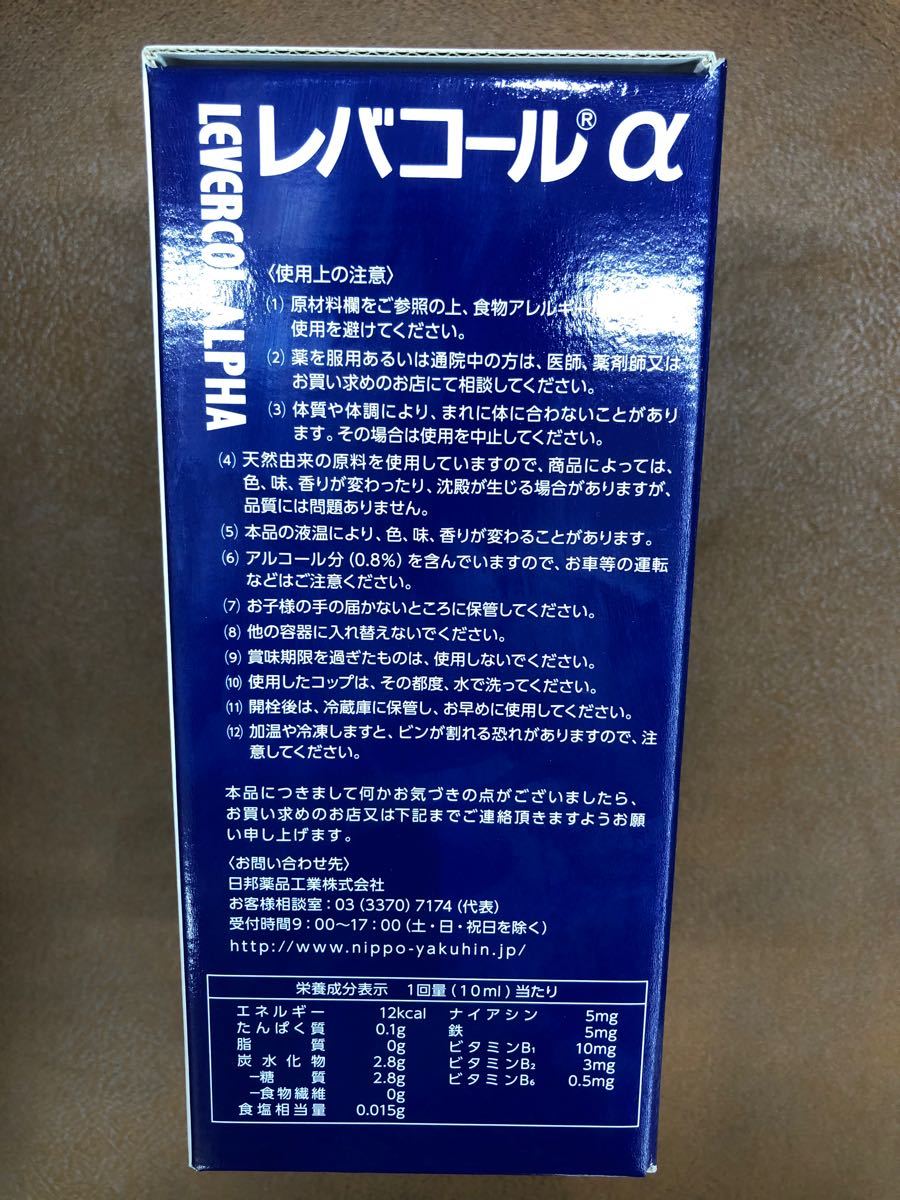 レバコール® α
LEVERCOL ALPHA
〈使用上の注意〉
⑴ 原材料欄をご参照の上、食物アレルギー
使用を避けてください。
⑵ 薬を服用あるいは通院中の方は、医師、薬剤師又は
お買い求めのお店にて相談してください。
⑶ 体質や体調により、まれに体に合わないことがあり
ます。その場合は使用を中止してください。
⑷ 天然由来の原料を使用していますので、商品によっては、
色、味、香りが変わったり、沈殿が生じる場合がありますが、
品質には問題ありません。
⑸ 本品の液温により、色、味、香りが変わることがあります。
⑹ アルコール分(0.8%)を含んでいますので、お車等の運転
などはご注意ください。
⑺ お子様の手の届かないところに保管してください。
⑻ 他の容器に入れ替えないでください。
⑼ 賞味期限を過ぎたものは、使用しないでください。
⑽ 使用したコップは、その都度、水で洗ってください。
⑾ 開栓後は、冷蔵庫に保管し、お早めに使用してください。
⑿ 加温や冷凍しますと、ビンが割れる恐れがありますので、注
意してください。
本品につきまして何かお気づきの点がございましたら、
お買い求めのお店又は下記までご連絡頂きますようお願
い申し上げます。
〈お問い合わせ先〉
日邦薬品工業株式会社
お客様相談室：03(3370)7174(代表)
受付時間9：00〜17：00(土・日・祝日を除く)
http://www.nippo-yakuhin.jp/
栄養成分表示 1回量(10ml)当たり
エネルギー 12kcal ナイアシン 5mg
たんぱく質 0.1g 鉄 5mg
脂質 0g ビタミンB₁ 10mg
炭水化物 2.8g ビタミンB₂ 3mg
−糖質 2.8g ビタミンB₆ 0.5mg
−食物繊維 0g
食塩相当量 0.015g